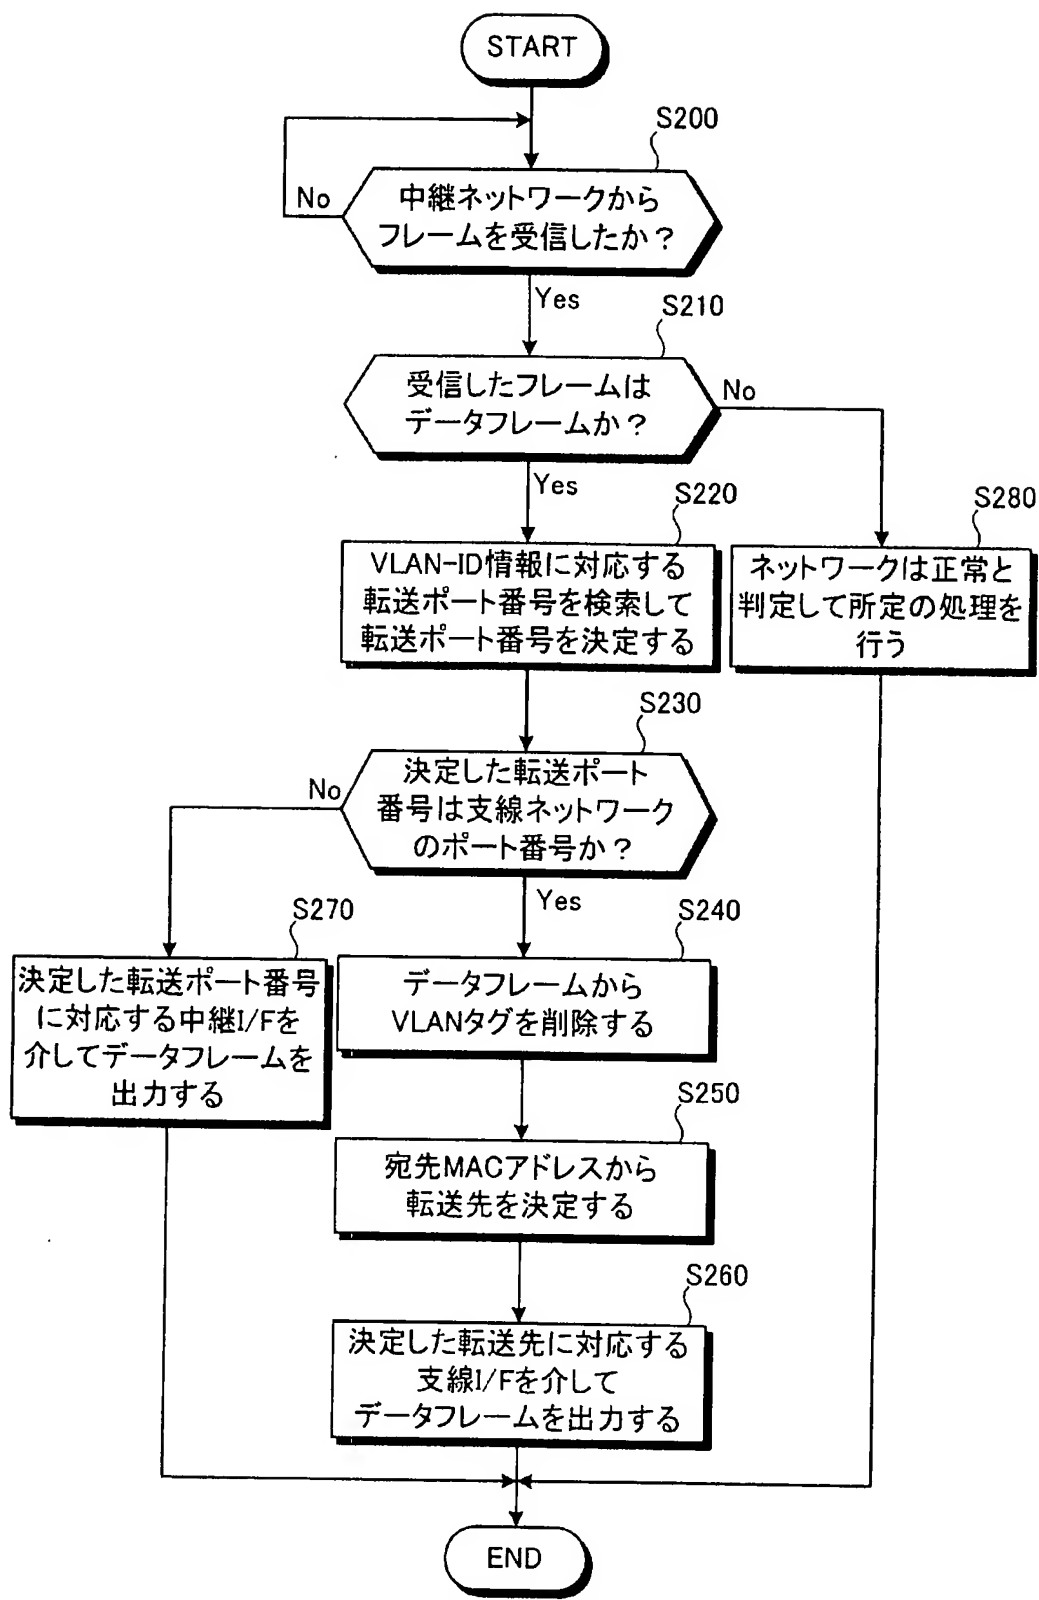 START
S200
中継ネットワークから
フレームを受信したか？
No
Yes
S210
受信したフレームは
データフレームか？
No
Yes
S220
VLAN-ID情報に対応する
転送ポート番号を検索して
転送ポート番号を決定する
S280
ネットワークは正常と
判定して所定の処理を
行う
S230
決定した転送ポート
番号は支線ネットワーク
のポート番号か？
No
Yes
S270
決定した転送ポート番号
に対応する中継I/Fを
介してデータフレームを
出力する
S240
データフレームから
VLANタグを削除する
S250
宛先MACアドレスから
転送先を決定する
S260
決定した転送先に対応する
支線I/Fを介して
データフレームを出力する
END